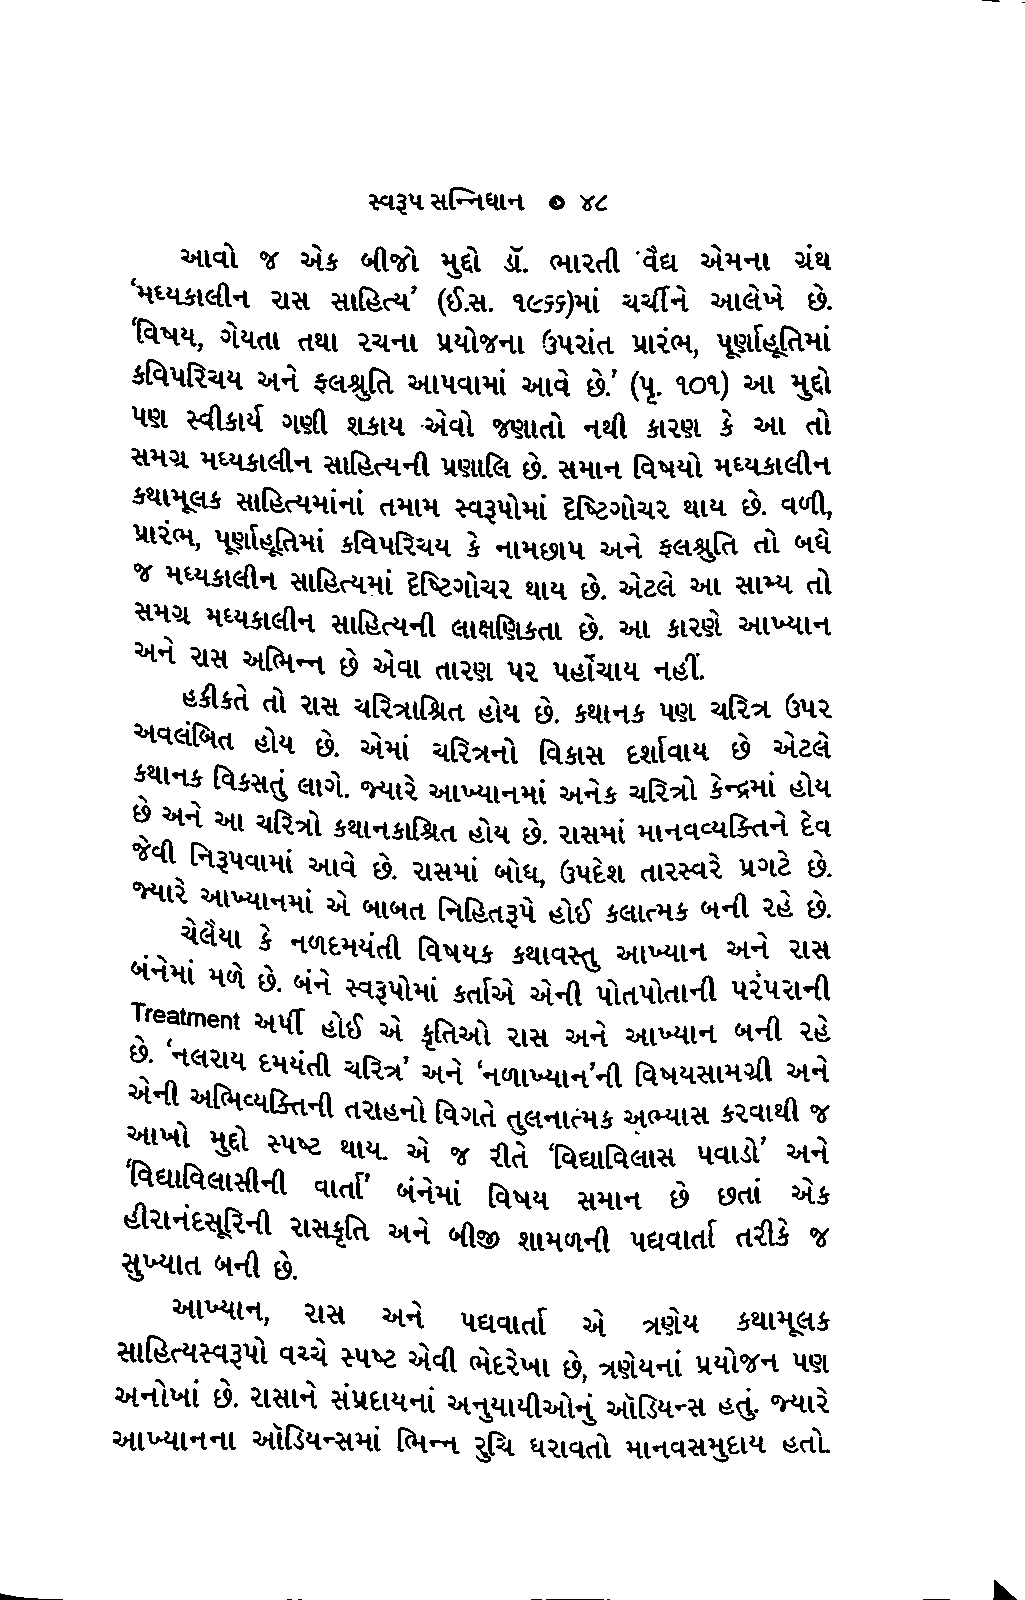 સ્વરૂપ સન્નિધાન ૪૮
આવો જ એક બીજો મુદ્દો ડૉ. ભારતી વૈદ્ય એમના ગ્રંથ
‘મધ્યકાલીન રાસ સાહિત્ય’ (ઈ.સ. ૧૯૬૬)માં ચર્ચીને આલેખે છે.
‘વિષય, ગેયતા તથા રચના પ્રયોજના ઉપરાંત પ્રારંભ, પૂર્ણાહૂતિમાં
કવિપરિચય અને ફલશ્રુતિ આપવામાં આવે છે.’ (પૃ. ૧૦૧) આ મુદ્દો
પણ સ્વીકાર્ય ગણી શકાય એવો જણાતો નથી કારણ કે આ તો
સમગ્ર મધ્યકાલીન સાહિત્યની પ્રણાલિ છે. સમાન વિષયો મધ્યકાલીન
કથામૂલક સાહિત્યમાંનાં તમામ સ્વરૂપોમાં દૃષ્ટિગોચર થાય છે. વળી,
પ્રારંભ, પૂર્ણાહૂતિમાં કવિપરિચય કે નામછાપ અને ફલશ્રુતિ તો બધે
જ મધ્યકાલીન સાહિત્યમાં દૃષ્ટિગોચર થાય છે. એટલે આ સામ્ય તો
સમગ્ર મધ્યકાલીન સાહિત્યની લાક્ષણિકતા છે. આ કારણે આખ્યાન
અને રાસ અભિન્ન છે એવા તારણ પર પહોંચાય નહીં.
હકીકતે તો રાસ ચરિત્રાશ્રિત હોય છે. કથાનક પણ ચરિત્ર ઉપર
અવલંબિત હોય છે. એમાં ચરિત્રનો વિકાસ દર્શાવાય છે એટલે
કથાનક વિકસતું લાગે. જ્યારે આખ્યાનમાં અનેક ચરિત્રો કેન્દ્રમાં હોય
છે અને આ ચરિત્રો કથાનકાશ્રિત હોય છે. રાસમાં માનવવ્યક્તિને દેવ
જેવી નિરૂપવામાં આવે છે. રાસમાં બોધ, ઉપદેશ તારસ્વરે પ્રગટે છે.
જ્યારે આખ્યાનમાં એ બાબત નિહિતરૂપે હોઈ કલાત્મક બની રહે છે.
ચેલૈયા કે નળદમયંતી વિષયક કથાવસ્તુ આખ્યાન અને રાસ
બંનેમાં મળે છે. બંને સ્વરૂપોમાં કર્તાએ એની પોતપોતાની પરંપરાની
Treatment અર્પી હોઈ એ કૃતિઓ રાસ અને આખ્યાન બની રહે
છે. ‘નલરાય દમયંતી ચરિત્ર’ અને ‘નળાખ્યાન’ની વિષયસામગ્રી અને
એની અભિવ્યક્તિની તરાહનો વિગતે તુલનાત્મક અભ્યાસ કરવાથી જ
આખો મુદ્દો સ્પષ્ટ થાય. એ જ રીતે ‘વિદ્યાવિલાસ પવાડો’ અને
‘વિદ્યાવિલાસીની વાર્તા’ બંનેમાં વિષય સમાન છે છતાં એક
હીરાનંદસૂરિની રાસકૃતિ અને બીજી શામળની પદ્યવાર્તા તરીકે જ
સુખ્યાત બની છે.
આખ્યાન, રાસ અને પદ્યવાર્તા એ ત્રણેય કથામૂલક
સાહિત્યસ્વરૂપો વચ્ચે સ્પષ્ટ એવી ભેદરેખા છે, ત્રણેયનાં પ્રયોજન પણ
અનોખાં છે. રાસાને સંપ્રદાયનાં અનુયાયીઓનું ઑડિયન્સ હતું. જ્યારે
આખ્યાનના ઑડિયન્સમાં ભિન્ન રુચિ ધરાવતો માનવસમુદાય હતો.